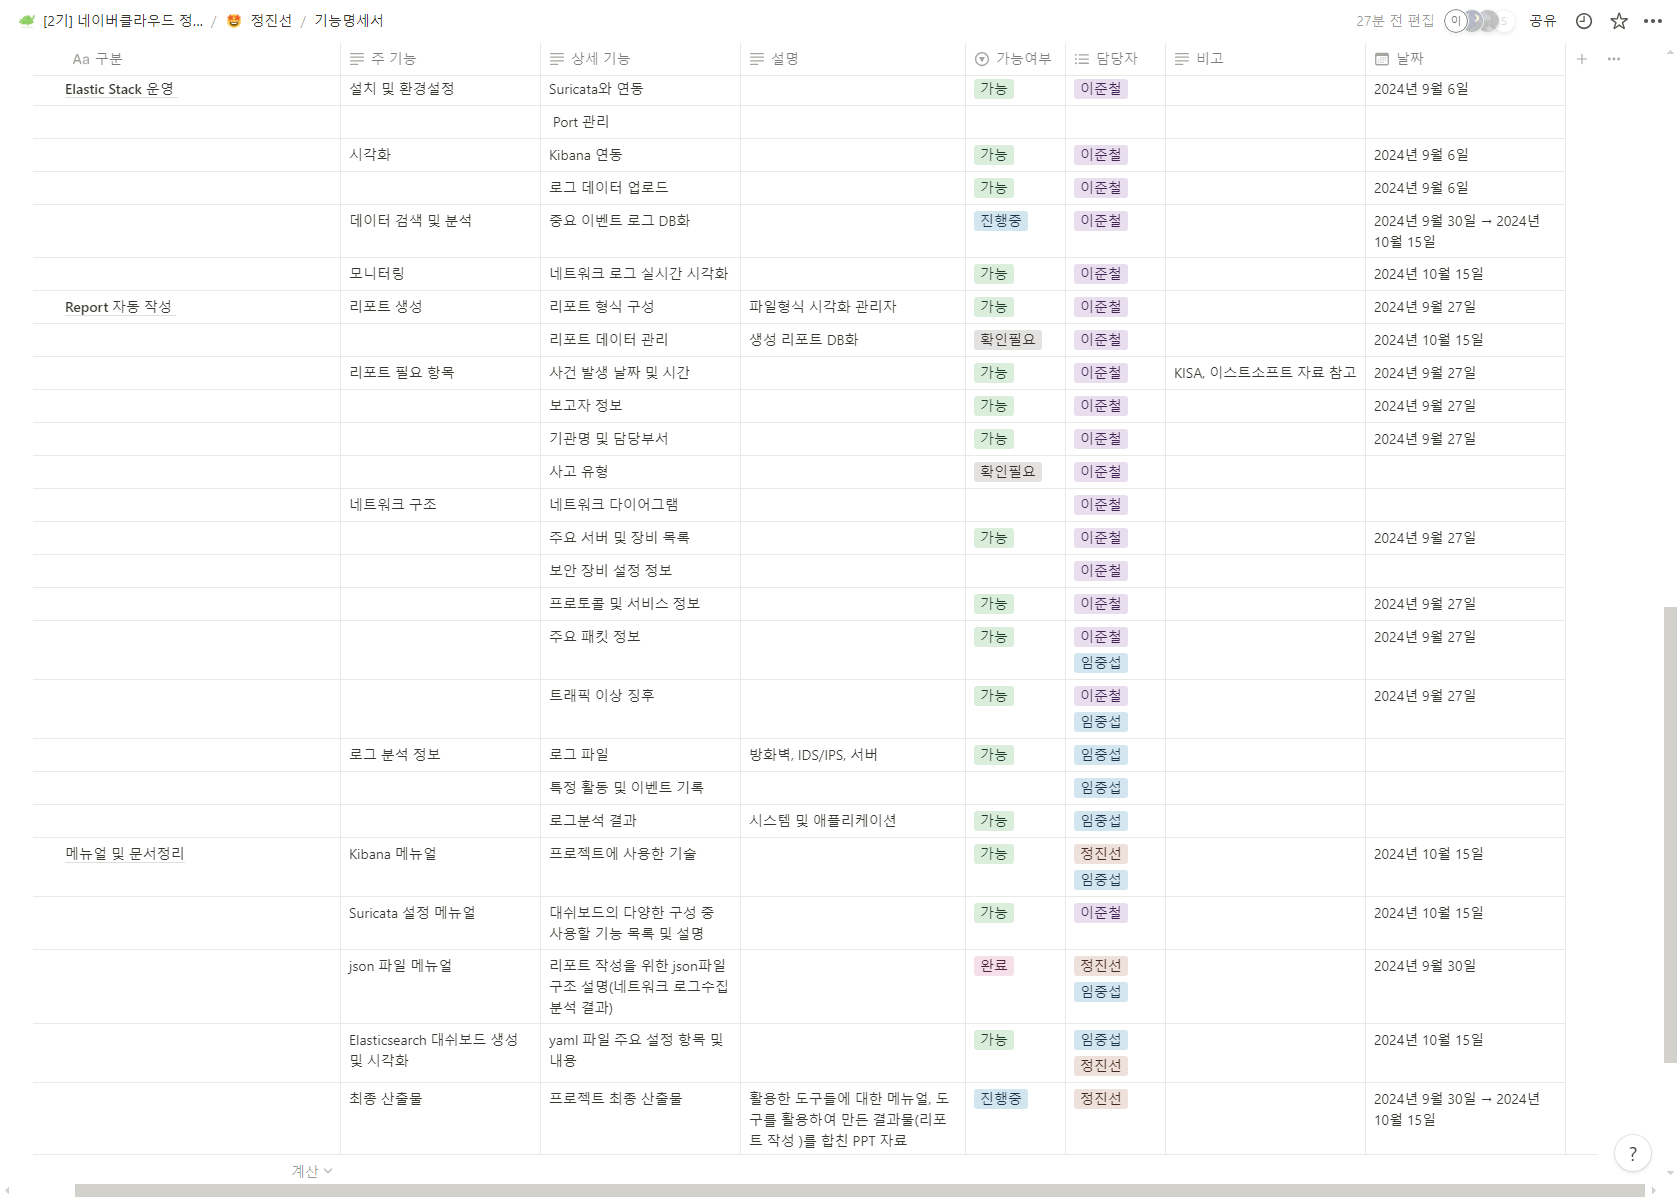 [2기] 네이버클라우드 정... / 정진선 / 기능명세서
27분 전 편집 이 S 공유
Aa 구분 주 기능 상세 기능 설명 가능여부 담당자 비고 날짜
Elastic Stack 운영 설치 및 환경설정 Suricata와 연동 가능 이준철 2024년 9월 6일
Port 관리
시각화 Kibana 연동 가능 이준철 2024년 9월 6일
로그 데이터 업로드 가능 이준철 2024년 9월 6일
데이터 검색 및 분석 중요 이벤트 로그 DB화 진행중 이준철 2024년 9월 30일 → 2024년
10월 15일
모니터링 네트워크 로그 실시간 시각화 가능 이준철 2024년 10월 15일
Report 자동 작성 리포트 생성 리포트 형식 구성 파일형식 시각화 관리자 가능 이준철 2024년 9월 27일
리포트 데이터 관리 생성 리포트 DB화 확인필요 이준철 2024년 10월 15일
리포트 필요 항목 사건 발생 날짜 및 시간 가능 이준철 KISA, 이스트소프트 자료 참고 2024년 9월 27일
보고자 정보 가능 이준철 2024년 9월 27일
기관명 및 담당부서 가능 이준철 2024년 9월 27일
사고 유형 확인필요 이준철
네트워크 구조 네트워크 다이어그램 이준철
주요 서버 및 장비 목록 가능 이준철 2024년 9월 27일
보안 장비 설정 정보 이준철
프로토콜 및 서비스 정보 가능 이준철 2024년 9월 27일
주요 패킷 정보 가능 이준철 2024년 9월 27일
임중섭
트래픽 이상 징후 가능 이준철 2024년 9월 27일
임중섭
로그 분석 정보 로그 파일 방화벽, IDS/IPS, 서버 가능 임중섭
특정 활동 및 이벤트 기록 임중섭
로그분석 결과 시스템 및 애플리케이션 가능 임중섭
메뉴얼 및 문서정리 Kibana 메뉴얼 프로젝트에 사용한 기술 가능 정진선 2024년 10월 15일
임중섭
Suricata 설정 메뉴얼 대쉬보드의 다양한 구성 중 가능 이준철 2024년 10월 15일
사용할 기능 목록 및 설명
json 파일 메뉴얼 리포트 작성을 위한 json파일 완료 정진선 2024년 9월 30일
구조 설명(네트워크 로그수집 임중섭
분석 결과)
Elasticsearch 대쉬보드 생성 yaml 파일 주요 설정 항목 및 가능 임중섭 2024년 10월 15일
및 시각화 내용 정진선
최종 산출물 프로젝트 최종 산출물 활용한 도구들에 대한 메뉴얼, 도 진행중 정진선 2024년 9월 30일 → 2024년
구를 활용하여 만든 결과물(리포 10월 15일
트 작성 )를 합친 PPT 자료
계산
?